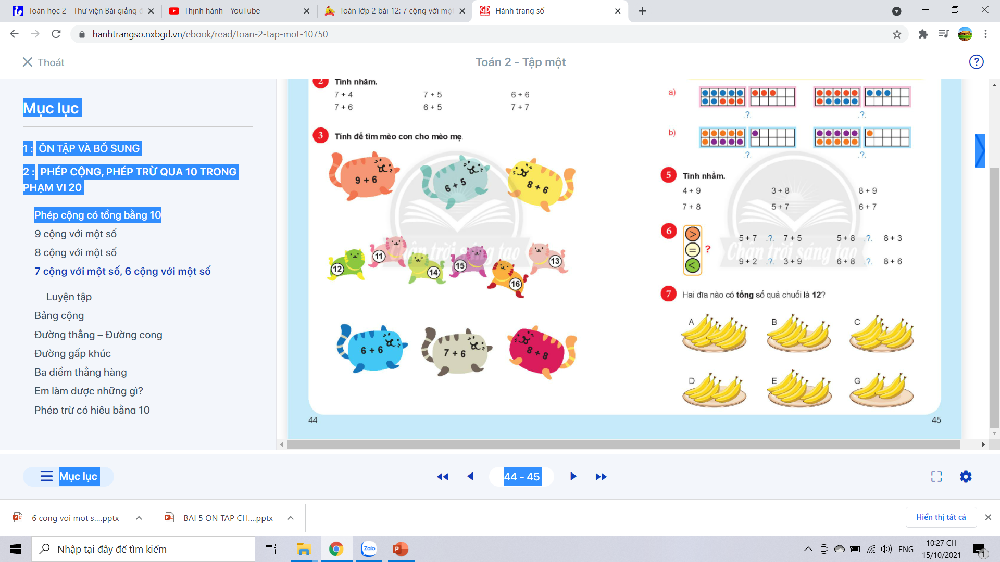 Toán học 2 - Thư viện Bài giảng đ
Thịnh hành - YouTube
Toán lớp 2 bài 12: 7 cộng với mộ
Hành trang số
hanhtrangso.nxbgd.vn/ebook/read/toan-2-tap-mot-10750
Thoát
Toán 2 - Tập một
?
Mục lục
1 : ÔN TẬP VÀ BỔ SUNG
2 : PHÉP CỘNG, PHÉP TRỪ QUA 10 TRONG
PHẠM VI 20
Phép cộng có tổng bằng 10
9 cộng với một số
8 cộng với một số
7 cộng với một số, 6 cộng với một số
Luyện tập
Bảng cộng
Đường thẳng – Đường cong
Đường gấp khúc
Ba điểm thẳng hàng
Em làm được những gì?
Phép trừ có hiệu bằng 10
2 Tính nhẩm.
7 + 4 7 + 5 6 + 6
7 + 6 6 + 5 7 + 7
3 Tính để tìm mèo con cho mèo mẹ.
9 + 6 6 + 5 8 + 6
12 11 14 15 16 13
6 + 6 7 + 6 8 + 8
Chân trời sáng tạo
44
a)
.?. .?.
b)
.?. .?.
5 Tính nhẩm.
4 + 9 3 + 8 8 + 9
7 + 8 5 + 7 6 + 7
6 > = < ?
5 + 7 .?. 7 + 5 5 + 8 .?. 8 + 3
9 + 2 .?. 3 + 9 6 + 8 .?. 8 + 6
Chân trời sáng tạo
7 Hai đĩa nào có tổng số quả chuối là 12?
A B C
D E G
45
Mục lục
44 - 45
6 cong voi mot s....pptx
BAI 5 ON TAP CH....pptx
Hiển thị tất cả
Nhập tại đây để tìm kiếm
Zalo
ENG
10:27 CH
15/10/2021
1